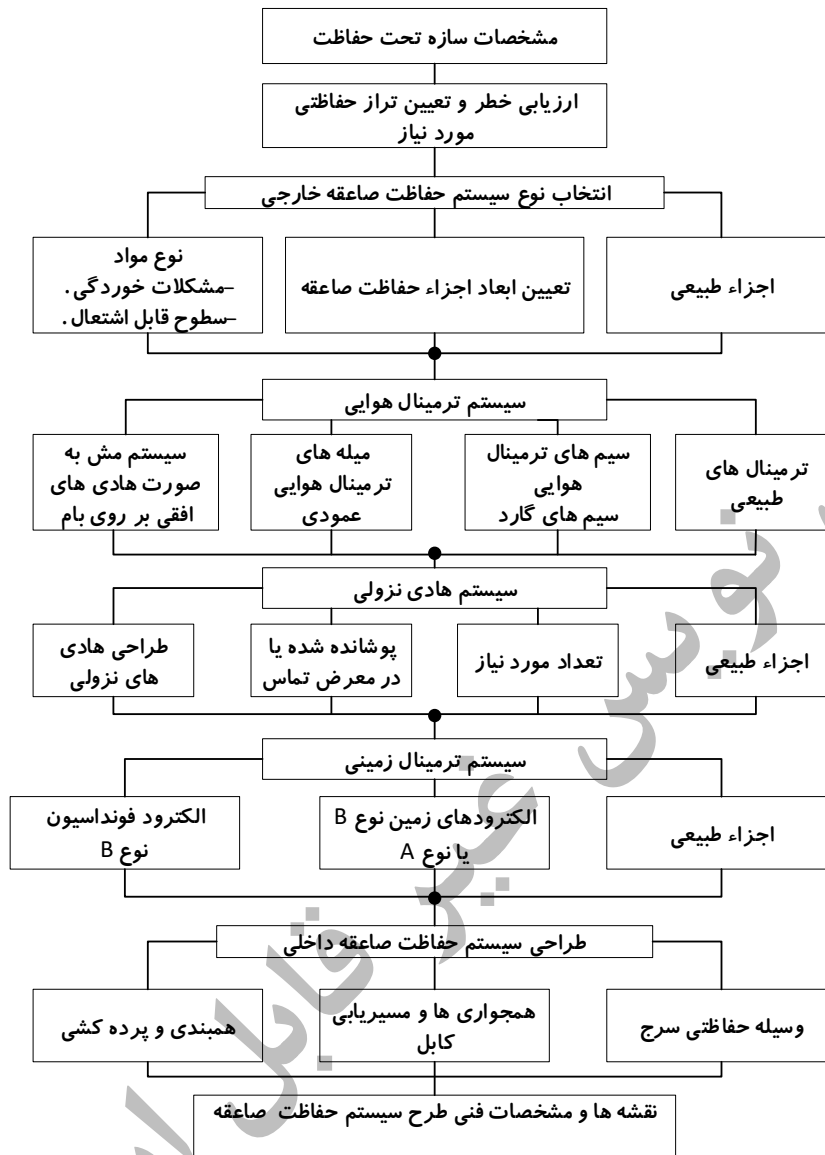 مشخصات سازه تحت حفاظت
ارزیابی خطر و تعیین تراز حفاظتی
مورد نیاز
انتخاب نوع سیستم حفاظت صاعقه خارجی
اجزاء طبیعی
تعیین ابعاد اجزاء حفاظت صاعقه
نوع مواد
-مشکلات خوردگی.
-سطوح قابل اشتعال.
سیستم ترمینال هوایی
ترمینال های
طبیعی
سیم های ترمینال
هوایی
سیم های گارد
میله های
ترمینال هوایی
عمودی
سیستم مش به
صورت هادی های
افقی بر روی بام
سیستم هادی نزولی
اجزاء طبیعی
تعداد مورد نیاز
پوشانده شده یا
در معرض تماس
طراحی هادی
های نزولی
سیستم ترمینال زمینی
اجزاء طبیعی
الکترودهای زمین نوع B
یا نوع A
الکترود فونداسیون
نوع B
طراحی سیستم حفاظت صاعقه داخلی
وسیله حفاظتی سرج
همجواری ها و مسیریابی
کابل
همبندی و پرده کشی
نقشه ها و مشخصات فنی طرح سیستم حفاظت صاعقه
نویس غیر قابل